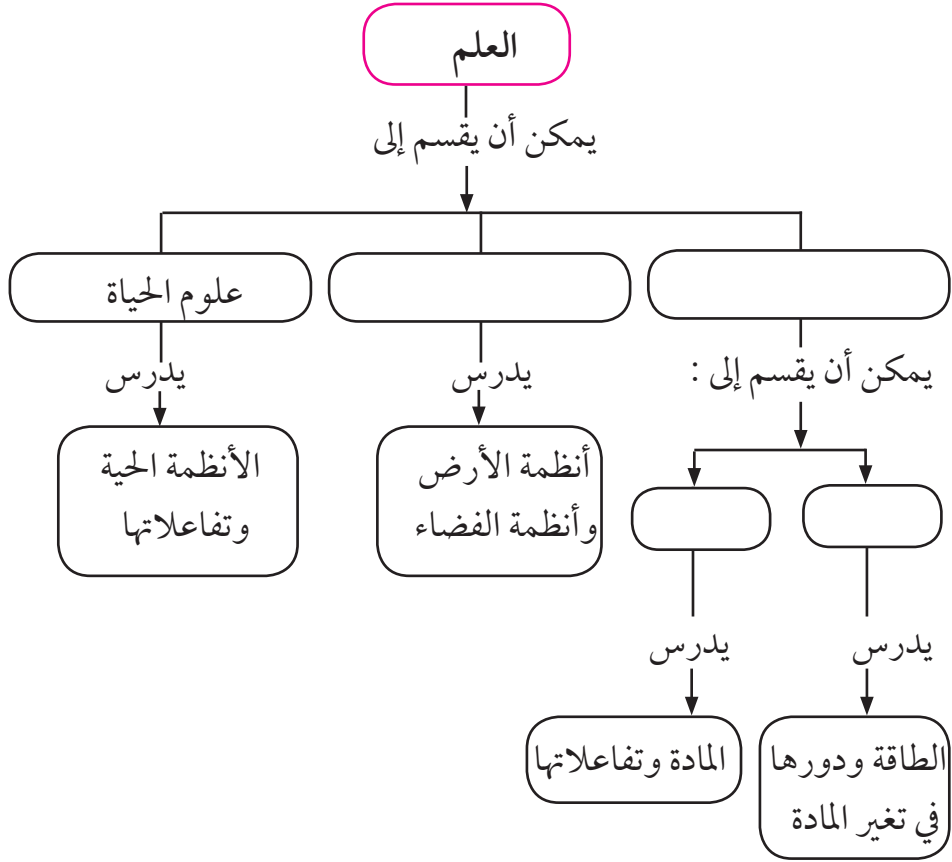 العلم
يمكن أن يقسم إلى
علوم الحياة
يدرس
الأنظمة الحية
وتفاعلاتها
يدرس
أنظمة الأرض
وأنظمة الفضاء
يمكن أن يقسم إلى :
يدرس
الطاقة ودورها
في تغير المادة
يدرس
المادة وتفاعلاتها